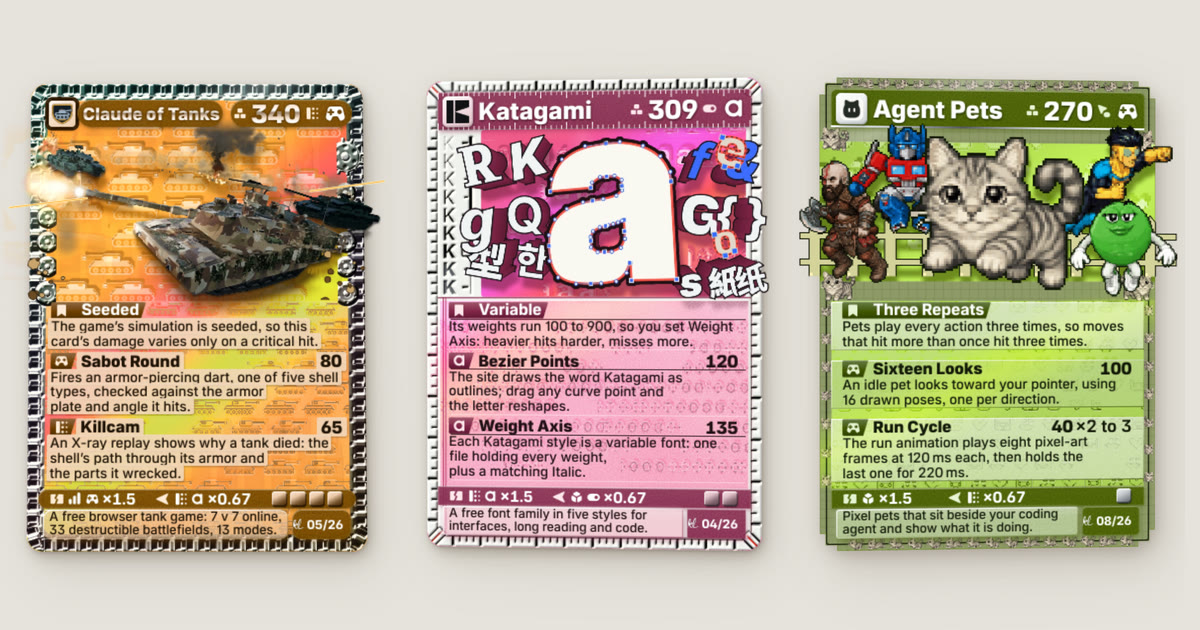 Claude of Tanks 340
Seeded
The game's simulation is seeded, so this
card's damage varies only on a critical hit.
Sabot Round 80
Fires an armor-piercing dart, one of five shell
types, checked against the armor
plate and angle it hits.
Killcam 65
An X-ray replay shows why a tank died: the
shell's path through its armor and
the parts it wrecked.
×1.5 ×0.67
A free browser tank game: 7 v 7 online,
33 destructible battlefields, 13 modes.
05/26
K Katagami 309 a
R K a f e &
g Q G { }
型 한 o
s 紙纸
K
K
K
K
K
K
K
Variable
Its weights run 100 to 900, so you set Weight
Axis: heavier hits harder, misses more.
a Bezier Points 120
The site draws the word Katagami as
outlines; drag any curve point and
the letter reshapes.
a Weight Axis 135
Each Katagami style is a variable font: one
file holding every weight,
plus a matching Italic.
a ×1.5 ×0.67
A free font family in five styles for
interfaces, long reading and code.
04/26
Agent Pets 270
Three Repeats
Pets play every action three times, so moves
that hit more than once hit three times.
Sixteen Looks 100
An idle pet looks toward your pointer, using
16 drawn poses, one per direction.
Run Cycle 40 ×2 to 3
The run animation plays eight pixel-art
frames at 120 ms each, then holds the
last one for 220 ms.
×1.5 ×0.67
Pixel pets that sit beside your coding
agent and show what it is doing.
08/26